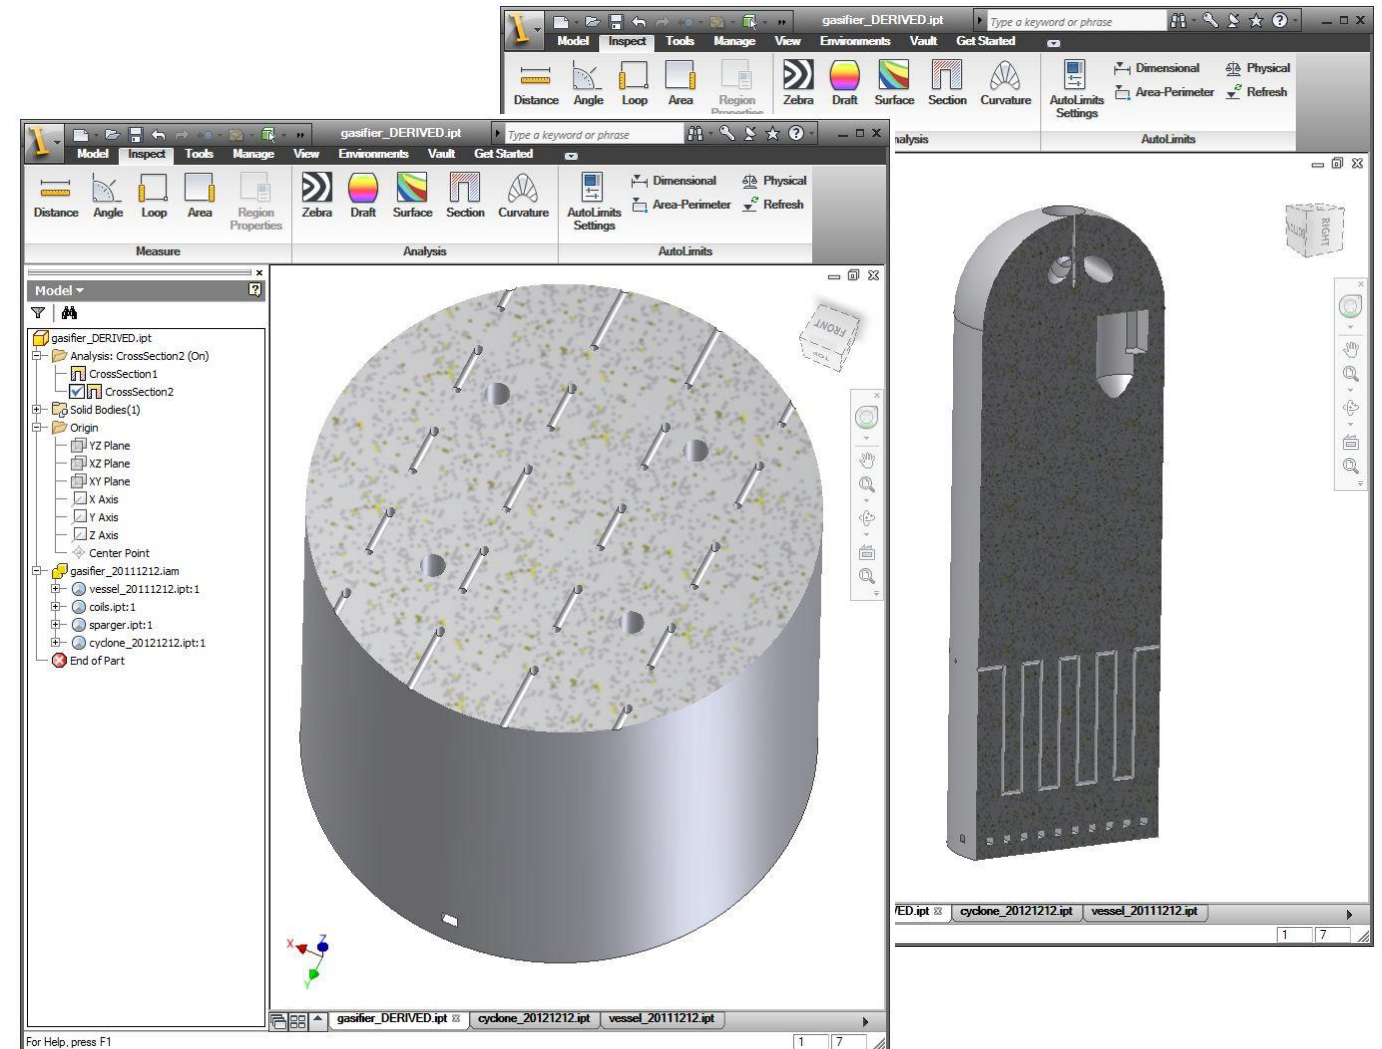 gasifier_DERIVED.ipt
Type a keyword or phrase
Model Inspect Tools Manage View Environments Vault Get Started
Distance Angle Loop Area Region Properties
Zebra Draft Surface Section Curvature
AutoLimits Settings
Dimensional
Physical
Area-Perimeter
Refresh
nalysis
AutoLimits
RIGHT
gasifier_DERIVED.ipt
Type a keyword or phrase
Model Inspect Tools Manage View Environments Vault Get Started
Distance Angle Loop Area Region
Properties
Zebra Draft Surface Section Curvature
AutoLimits
Settings
Dimensional
Physical
Area-Perimeter
Refresh
Measure
Analysis
AutoLimits
Model
gasifier_DERIVED.ipt
Analysis: CrossSection2 (On)
CrossSection1
CrossSection2
Solid Bodies(1)
Origin
YZ Plane
XZ Plane
XY Plane
X Axis
Y Axis
Z Axis
Center Point
gasifier_20111212.iam
vessel_20111212.ipt:1
coils.ipt:1
sparger.ipt:1
cyclone_20121212.ipt:1
End of Part
FRONT
TOP
X
Z
Y
gasifier_DERIVED.ipt cyclone_20121212.ipt vessel_20111212.ipt
For Help, press F1
1 7
ED.ipt cyclone_20121212.ipt vessel_20111212.ipt
1 7